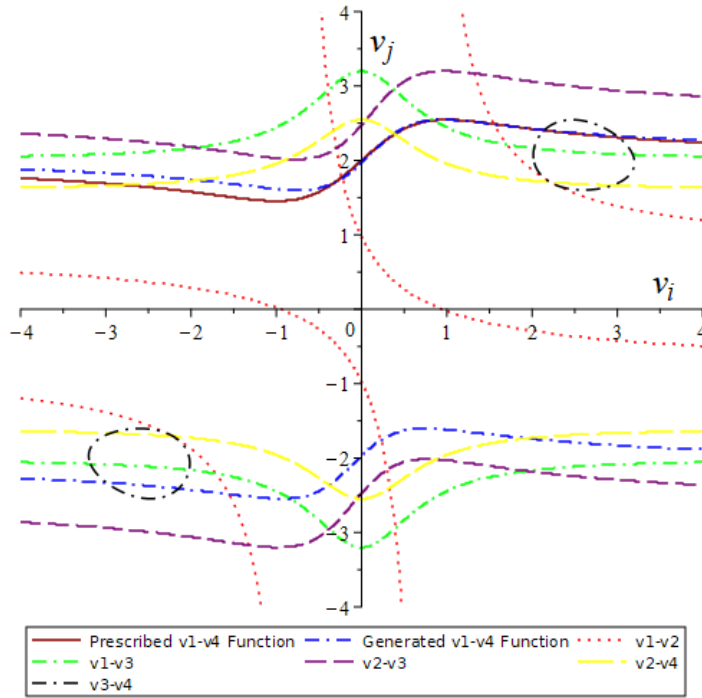 4
v_j
3
2
1
v_i
−4 −3 −2 −1 0 1 2 3 4
−1
−2
−3
−4
Prescribed v1-v4 Function Generated v1-v4 Function v1-v2
v1-v3 v2-v3 v2-v4
v3-v4